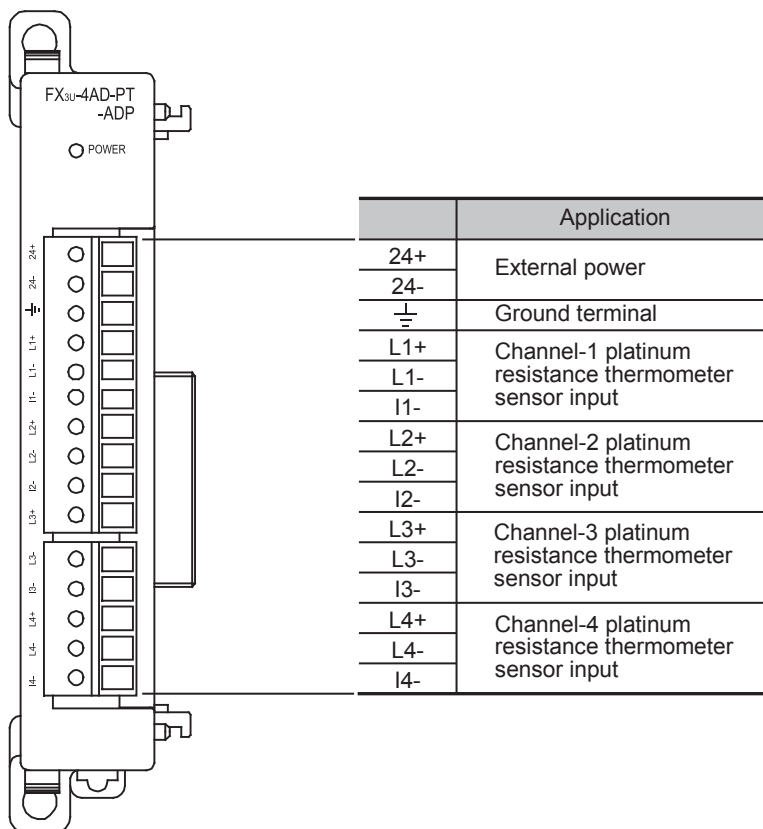 FX3U-4AD-PT
-ADP
POWER
24+
24-
L1+
L1-
I1-
L2+
L2-
I2-
L3+
L3-
I3-
L4+
L4-
I4-
Application
24+
24-
External power
Ground terminal
L1+
L1-
I1-
Channel-1 platinum
resistance thermometer
sensor input
L2+
L2-
I2-
Channel-2 platinum
resistance thermometer
sensor input
L3+
L3-
I3-
Channel-3 platinum
resistance thermometer
sensor input
L4+
L4-
I4-
Channel-4 platinum
resistance thermometer
sensor input